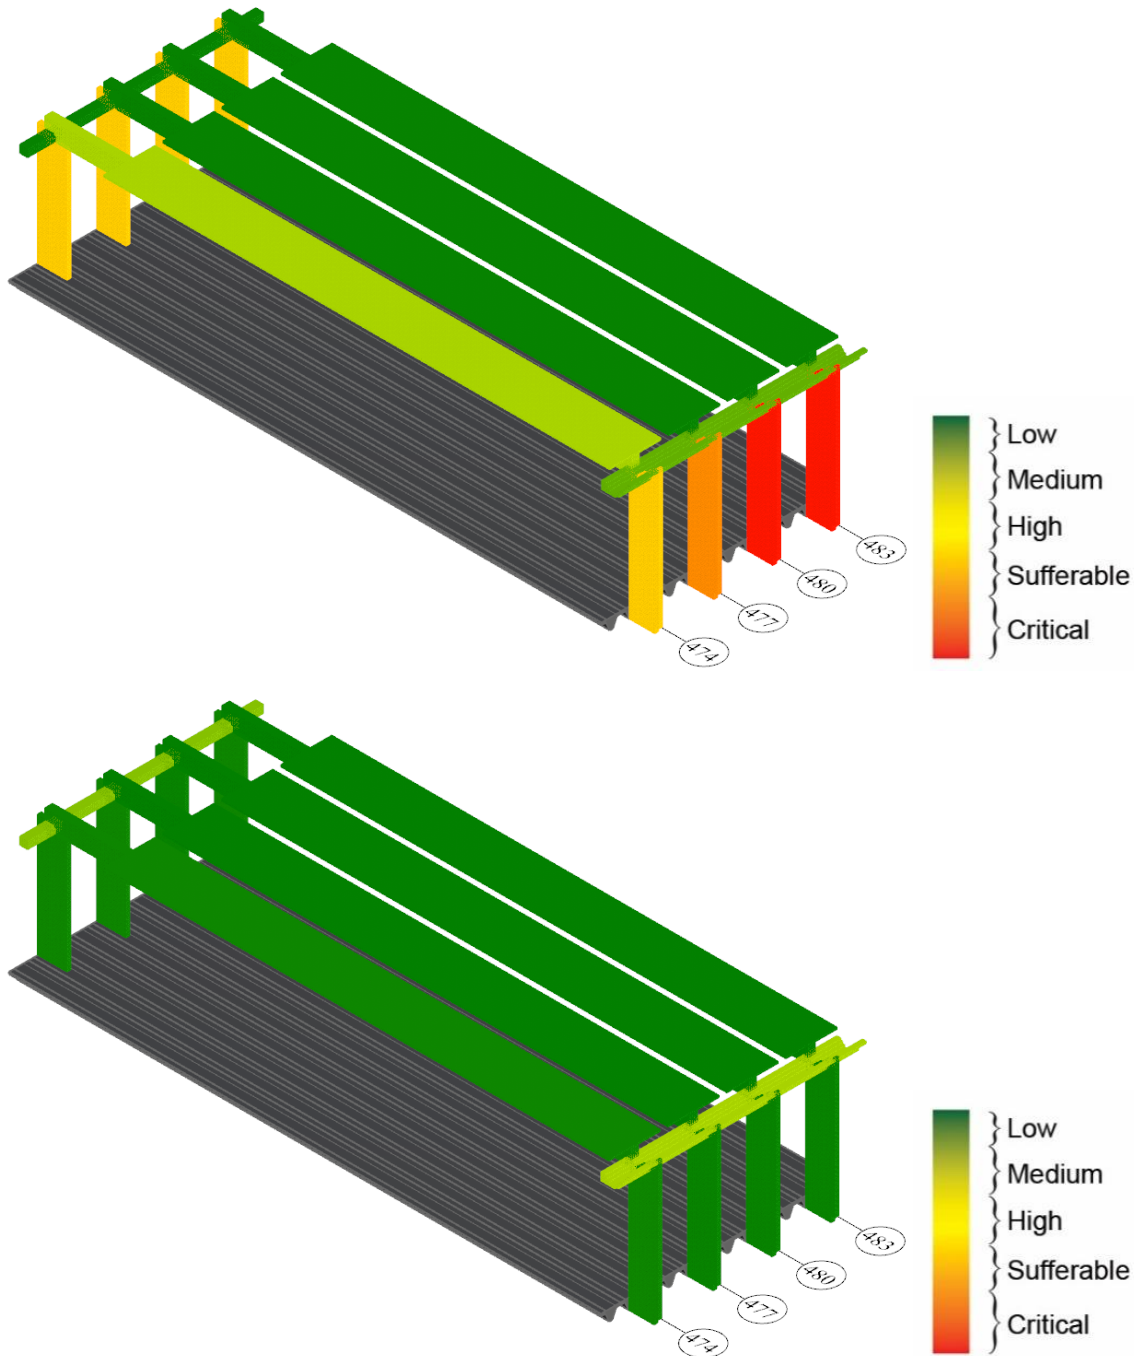 Low
Medium
High
Sufferable
Critical
483
480
477
474
Low
Medium
High
Sufferable
Critical
483
480
477
474